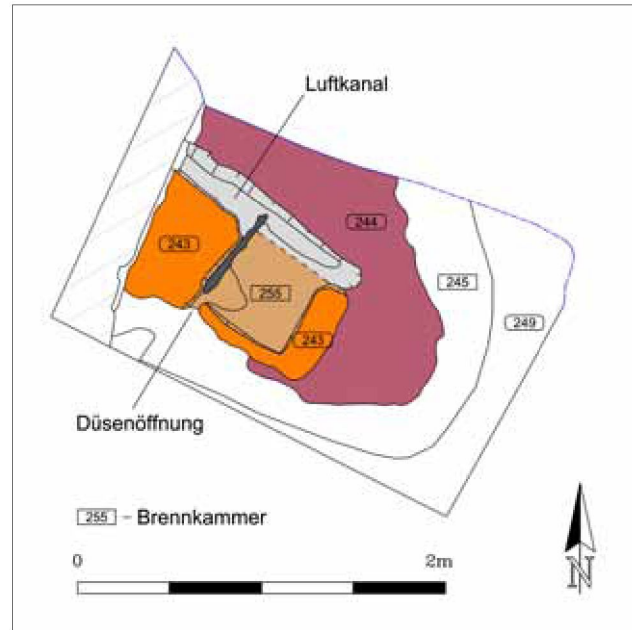 Luftkanal
244
243
245
255
249
243
Düsenöffnung
255 - Brennkammer
0 2m
N